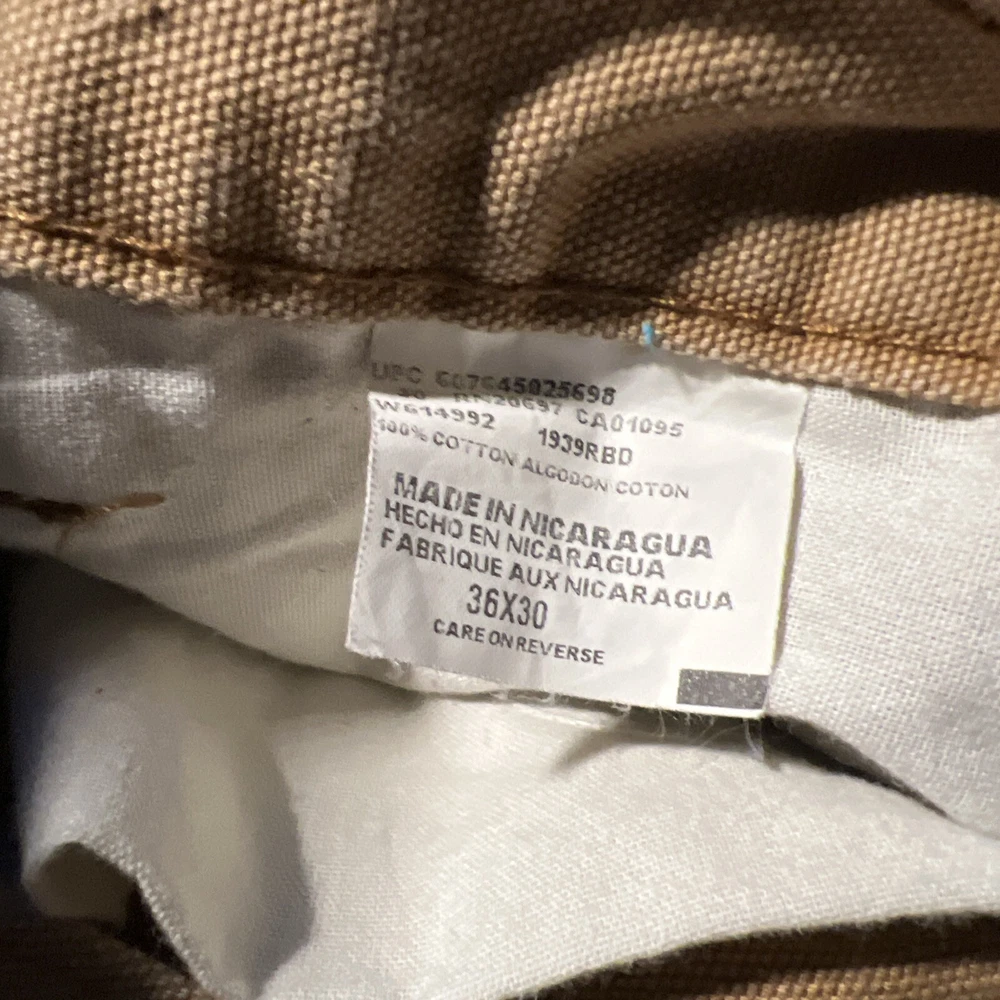 UPC 607645025698
RN20697 CA01095
W614992 1939RBD
100% COTTON ALGODON COTON
MADE IN NICARAGUA
HECHO EN NICARAGUA
FABRIQUE AUX NICARAGUA
36X30
CARE ON REVERSE